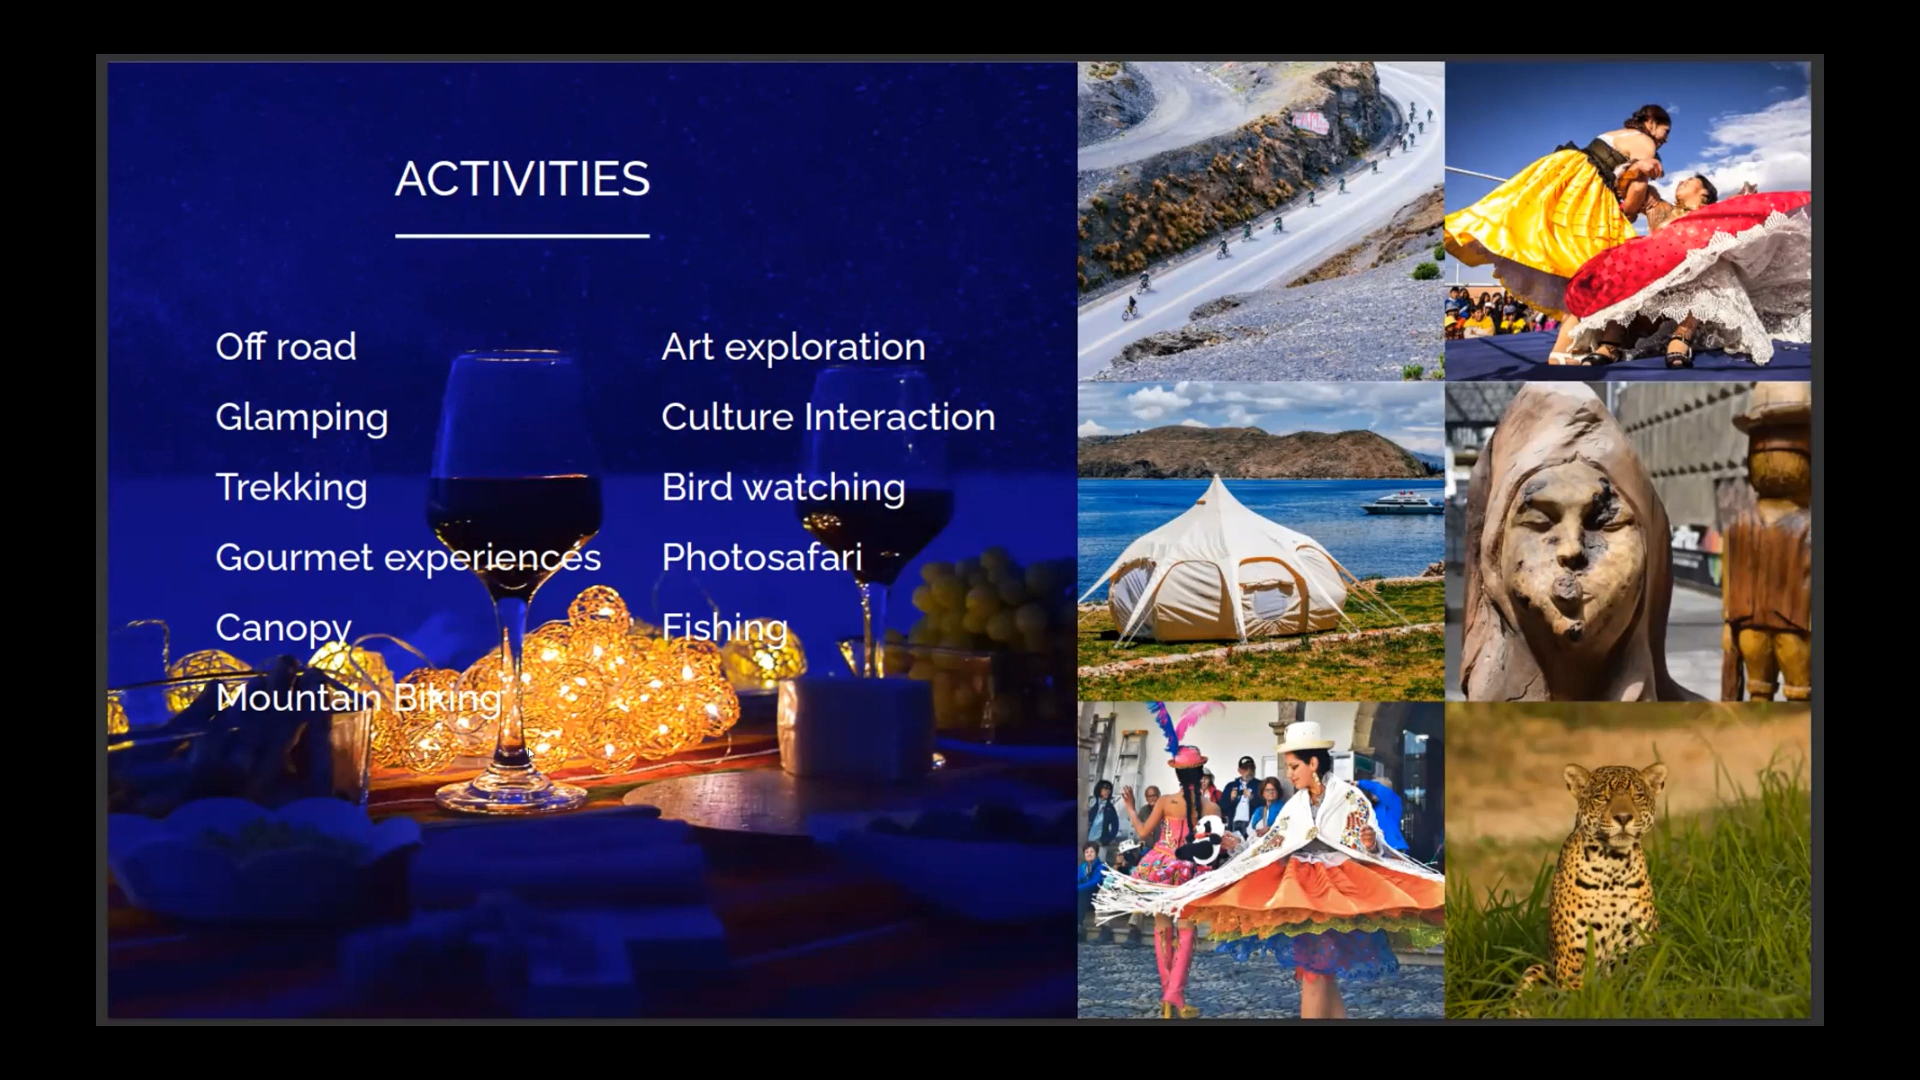 ACTIVITIES
Off road
Glamping
Trekking
Gourmet experiences
Canopy
Mountain Biking
Art exploration
Culture Interaction
Bird watching
Photosafari
Fishing